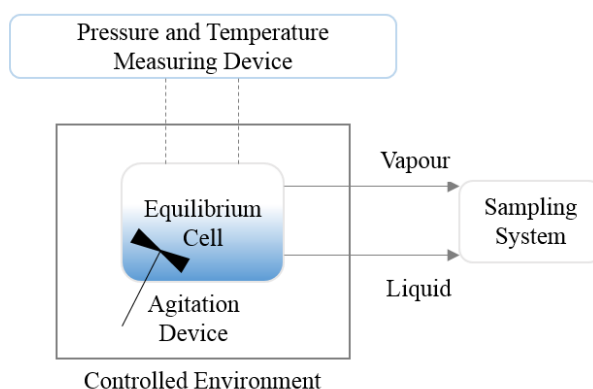 Pressure and Temperature
Measuring Device
Vapour
Equilibrium
Cell
Sampling
System
Agitation
Device
Liquid
Controlled Environment